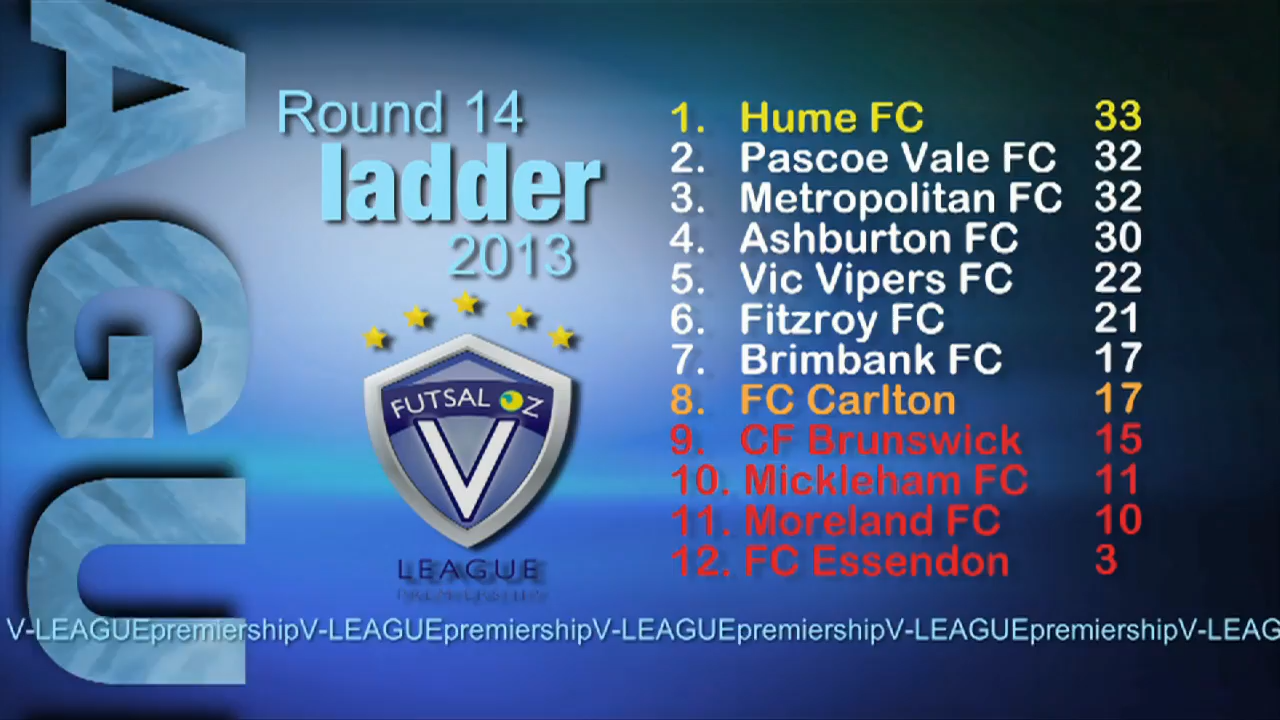 AGU
Round 14
ladder
2013
FUTSAL OZ
V
LEAGUE
1. Hume FC 33
2. Pascoe Vale FC 32
3. Metropolitan FC 32
4. Ashburton FC 30
5. Vic Vipers FC 22
6. Fitzroy FC 21
7. Brimbank FC 17
8. FC Carlton 17
9. CF Brunswick 15
10. Mickleham FC 11
11. Moreland FC 10
12. FC Essendon 3
V-LEAGUEpremiershipV-LEAGUEpremiershipV-LEAGUEpremiershipV-LEAGUEpremiershipV-LEAG